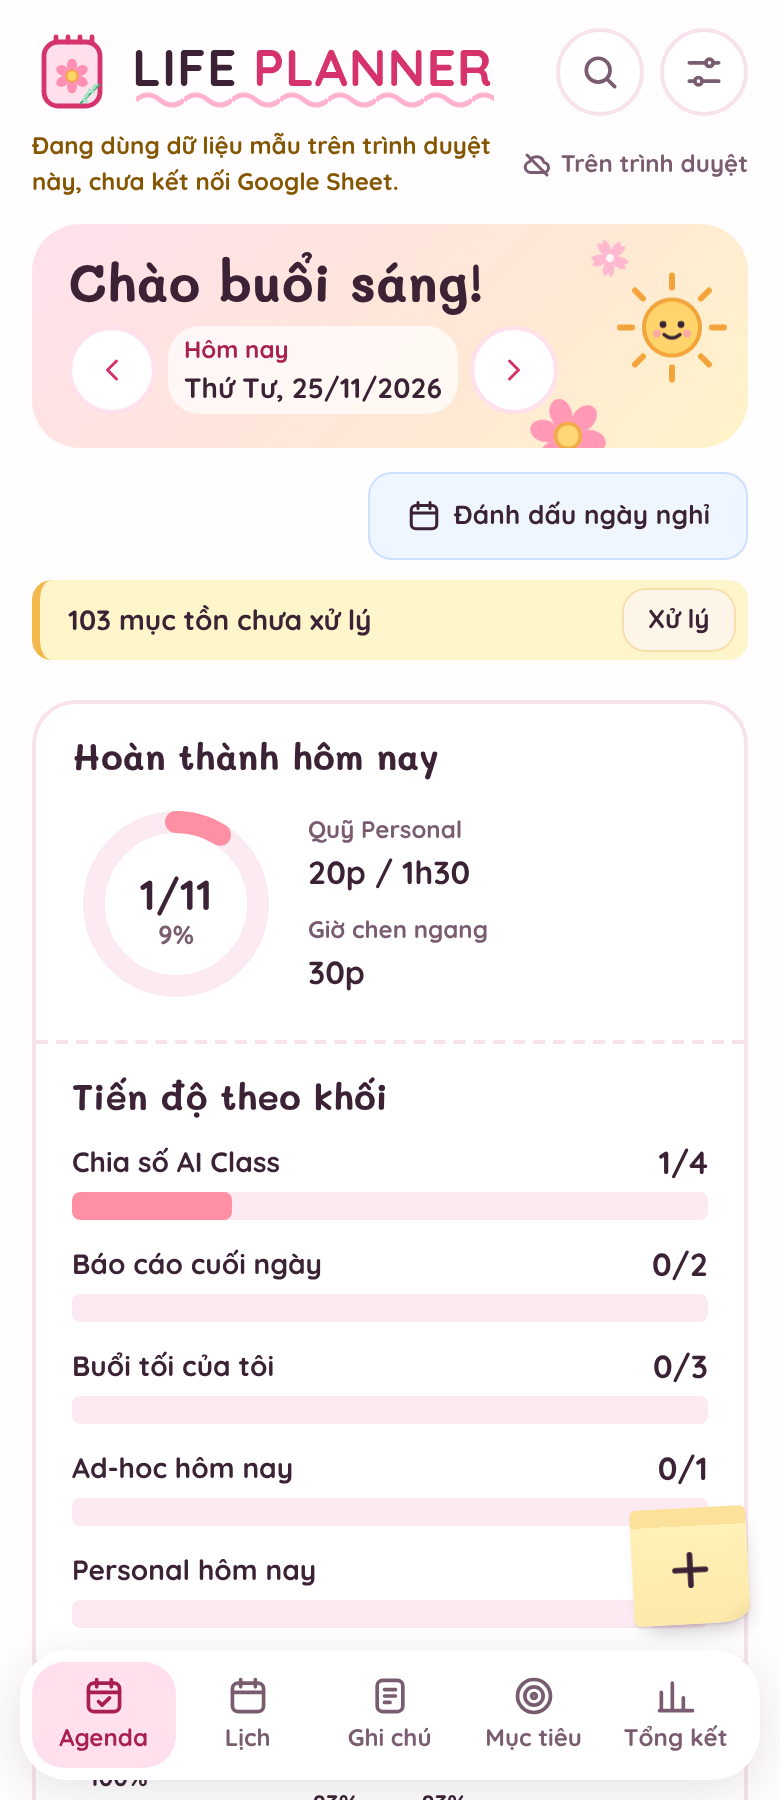 LIFE PLANNER
Đang dùng dữ liệu mẫu trên trình duyệt
này, chưa kết nối Google Sheet.
Trên trình duyệt
Chào buổi sáng!
Hôm nay
Thứ Tư, 25/11/2026
Đánh dấu ngày nghỉ
103 mục tồn chưa xử lý
Xử lý
Hoàn thành hôm nay
1/11
9%
Quỹ Personal
20p / 1h30
Giờ chen ngang
30p
Tiến độ theo khối
Chia số AI Class
1/4
Báo cáo cuối ngày
0/2
Buổi tối của tôi
0/3
Ad-hoc hôm nay
0/1
Personal hôm nay
Agenda
Lịch
Ghi chú
Mục tiêu
Tổng kết
100%